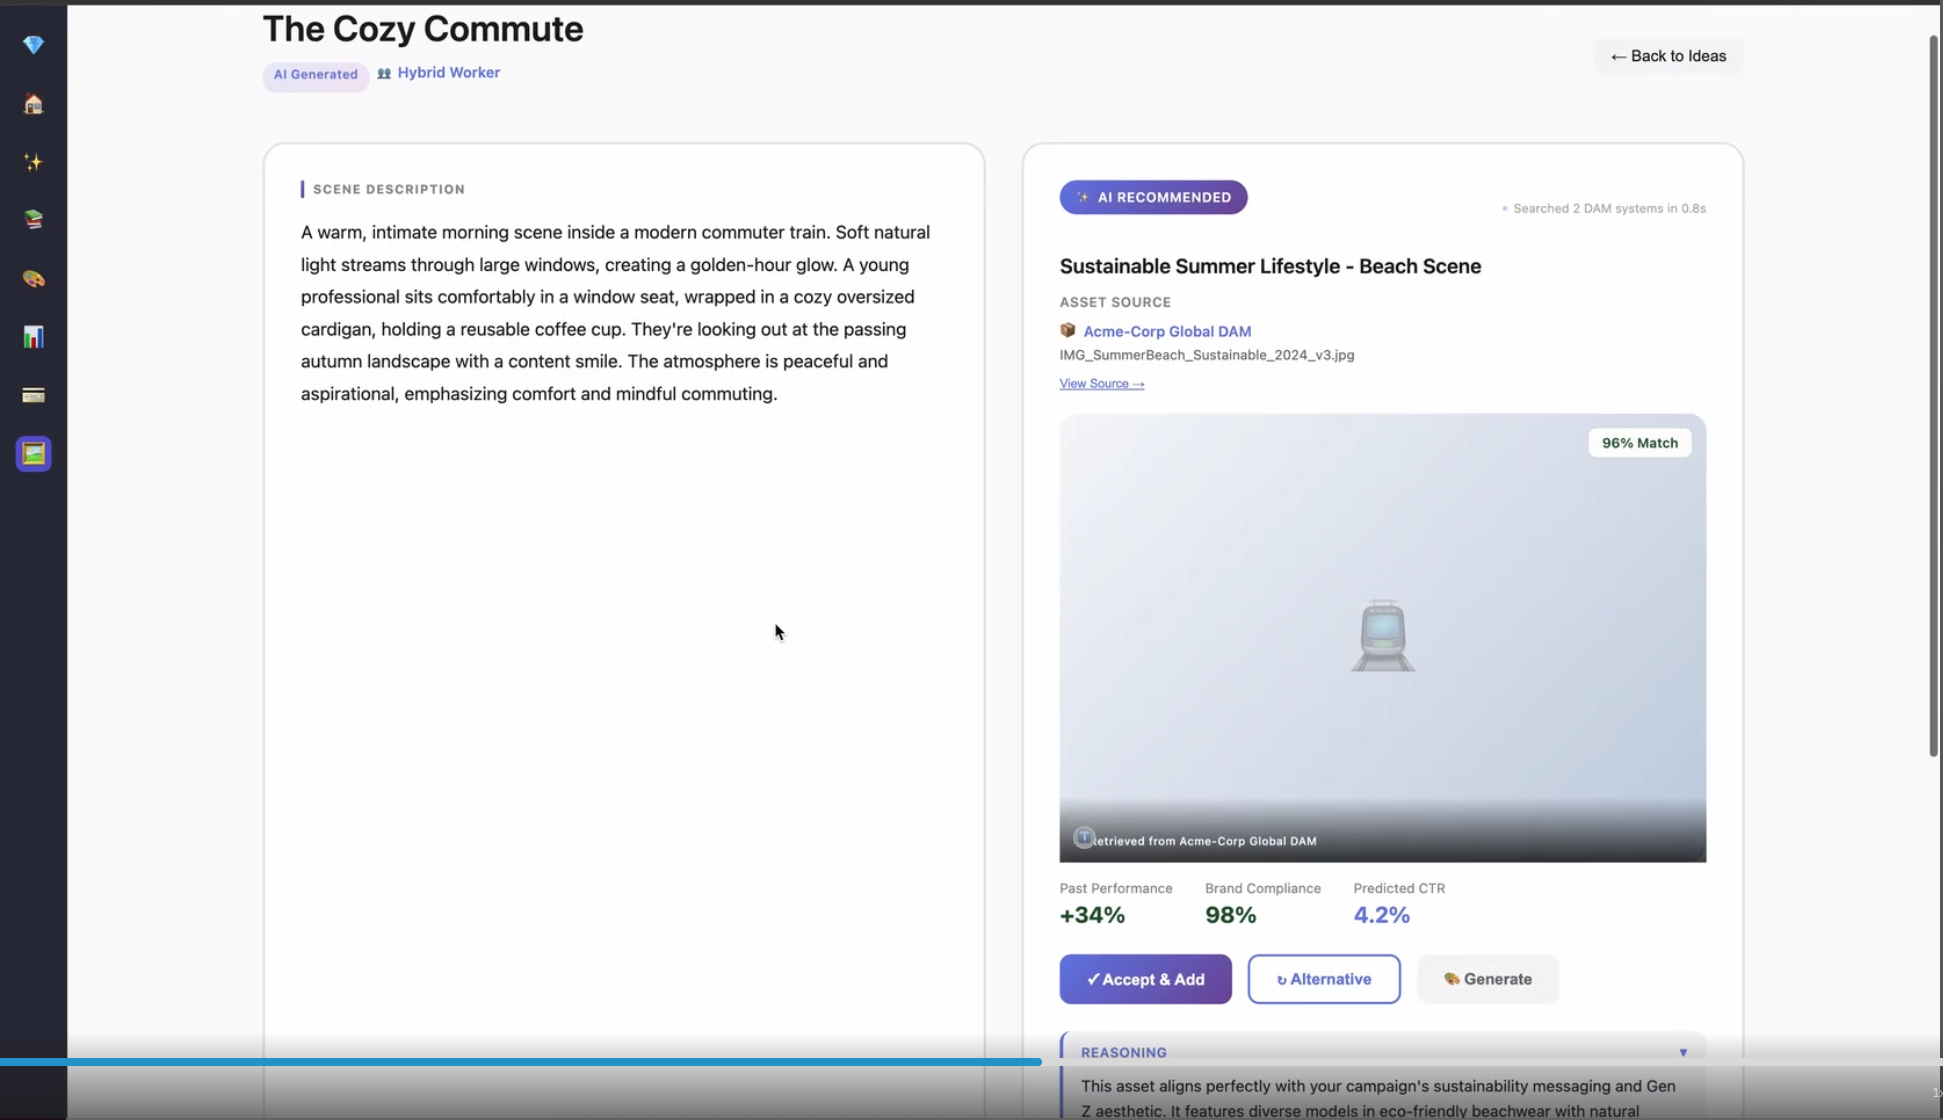 The Cozy Commute
AI Generated
Hybrid Worker
← Back to Ideas
SCENE DESCRIPTION
A warm, intimate morning scene inside a modern commuter train. Soft natural
light streams through large windows, creating a golden-hour glow. A young
professional sits comfortably in a window seat, wrapped in a cozy oversized
cardigan, holding a reusable coffee cup. They're looking out at the passing
autumn landscape with a content smile. The atmosphere is peaceful and
aspirational, emphasizing comfort and mindful commuting.
✨ AI RECOMMENDED
• Searched 2 DAM systems in 0.8s
Sustainable Summer Lifestyle - Beach Scene
ASSET SOURCE
Acme-Corp Global DAM
IMG_SummerBeach_Sustainable_2024_v3.jpg
View Source →
96% Match
etrieved from Acme-Corp Global DAM
Past Performance
+34%
Brand Compliance
98%
Predicted CTR
4.2%
✓ Accept & Add
↻ Alternative
Generate
REASONING ▼
This asset aligns perfectly with your campaign's sustainability messaging and Gen
Z aesthetic. It features diverse models in eco-friendly beachwear with natural